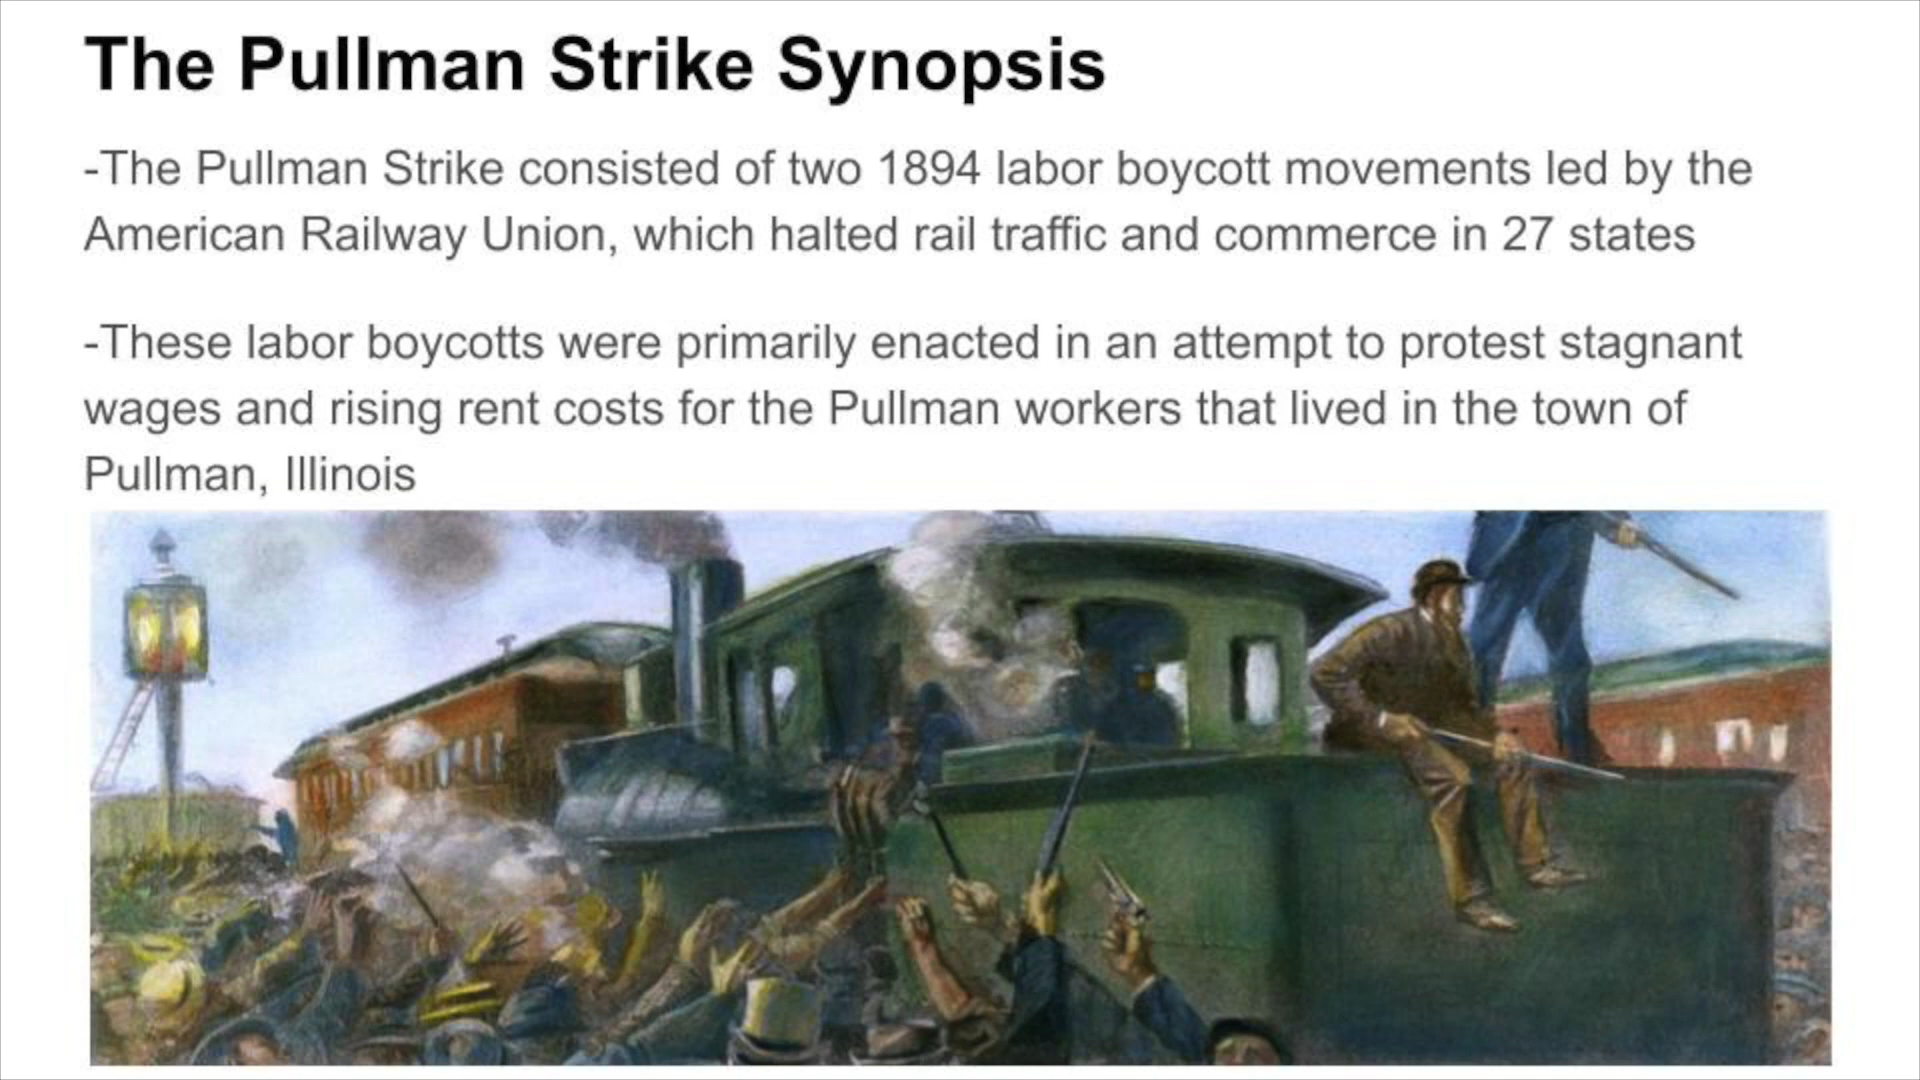 The Pullman Strike Synopsis
-The Pullman Strike consisted of two 1894 labor boycott movements led by the
American Railway Union, which halted rail traffic and commerce in 27 states
-These labor boycotts were primarily enacted in an attempt to protest stagnant
wages and rising rent costs for the Pullman workers that lived in the town of
Pullman, Illinois